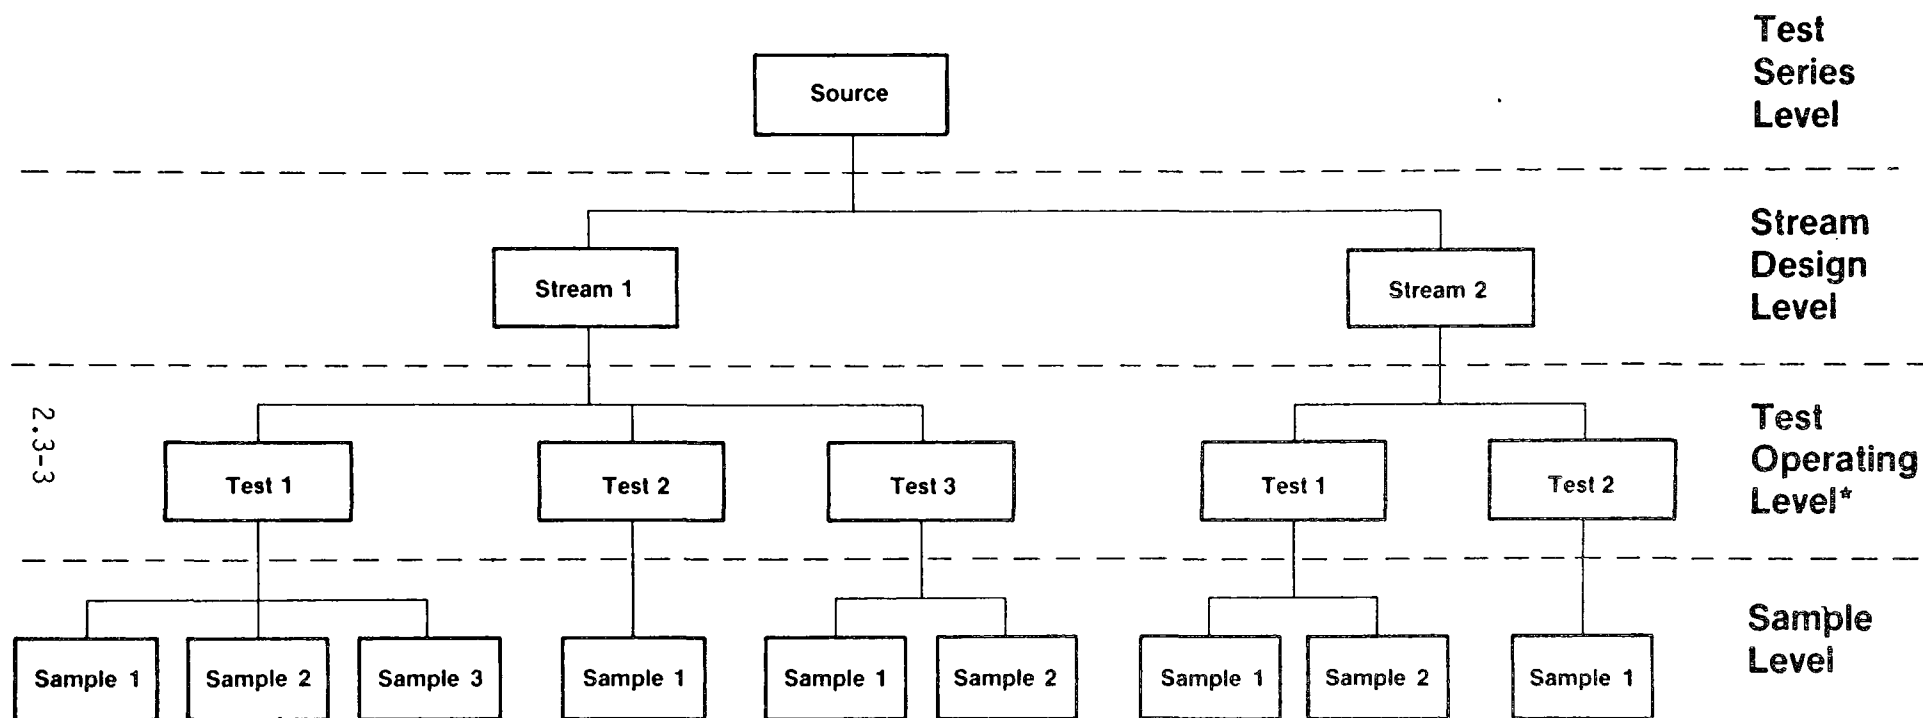 Test
Series
Level
Source
Stream
Design
Level
Stream 1
Stream 2
2.3-3
Test
Operating
Level*
Test 1
Test 2
Test 3
Test 1
Test 2
Sample
Level
Sample 1
Sample 2
Sample 3
Sample 1
Sample 1
Sample 2
Sample 1
Sample 2
Sample 1